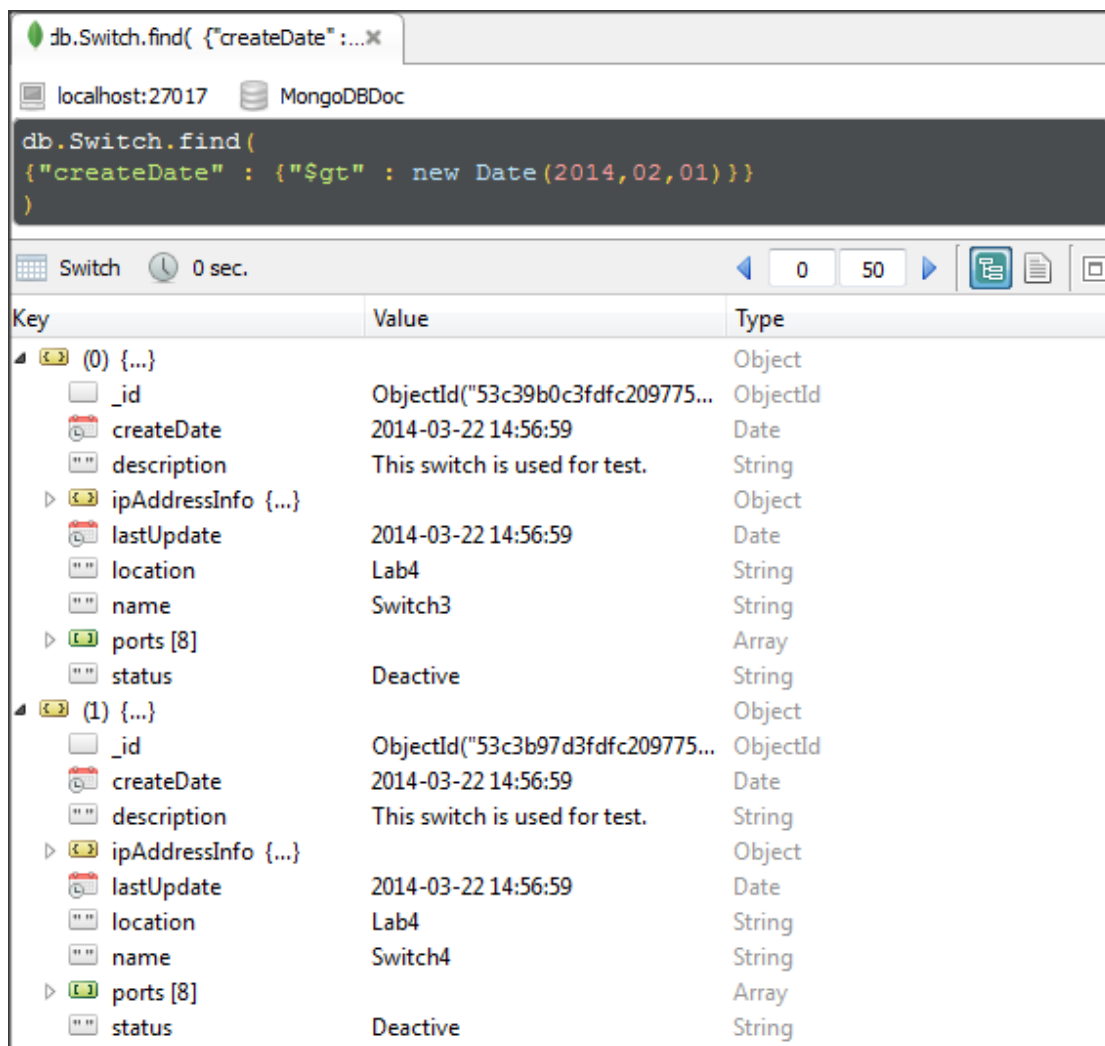 db.Switch.find( {"createDate" :...
localhost:27017 MongoDBDoc
db.Switch.find(
{"createDate" : {"$gt" : new Date(2014,02,01)}}
)
Switch 0 sec. 0 50
Key Value Type
(0) {...} Object
_id ObjectId("53c39b0c3fdfc209775... ObjectId
createDate 2014-03-22 14:56:59 Date
description This switch is used for test. String
ipAddressInfo {...} Object
lastUpdate 2014-03-22 14:56:59 Date
location Lab4 String
name Switch3 String
ports [8] Array
status Deactive String
(1) {...} Object
_id ObjectId("53c3b97d3fdfc209775... ObjectId
createDate 2014-03-22 14:56:59 Date
description This switch is used for test. String
ipAddressInfo {...} Object
lastUpdate 2014-03-22 14:56:59 Date
location Lab4 String
name Switch4 String
ports [8] Array
status Deactive String